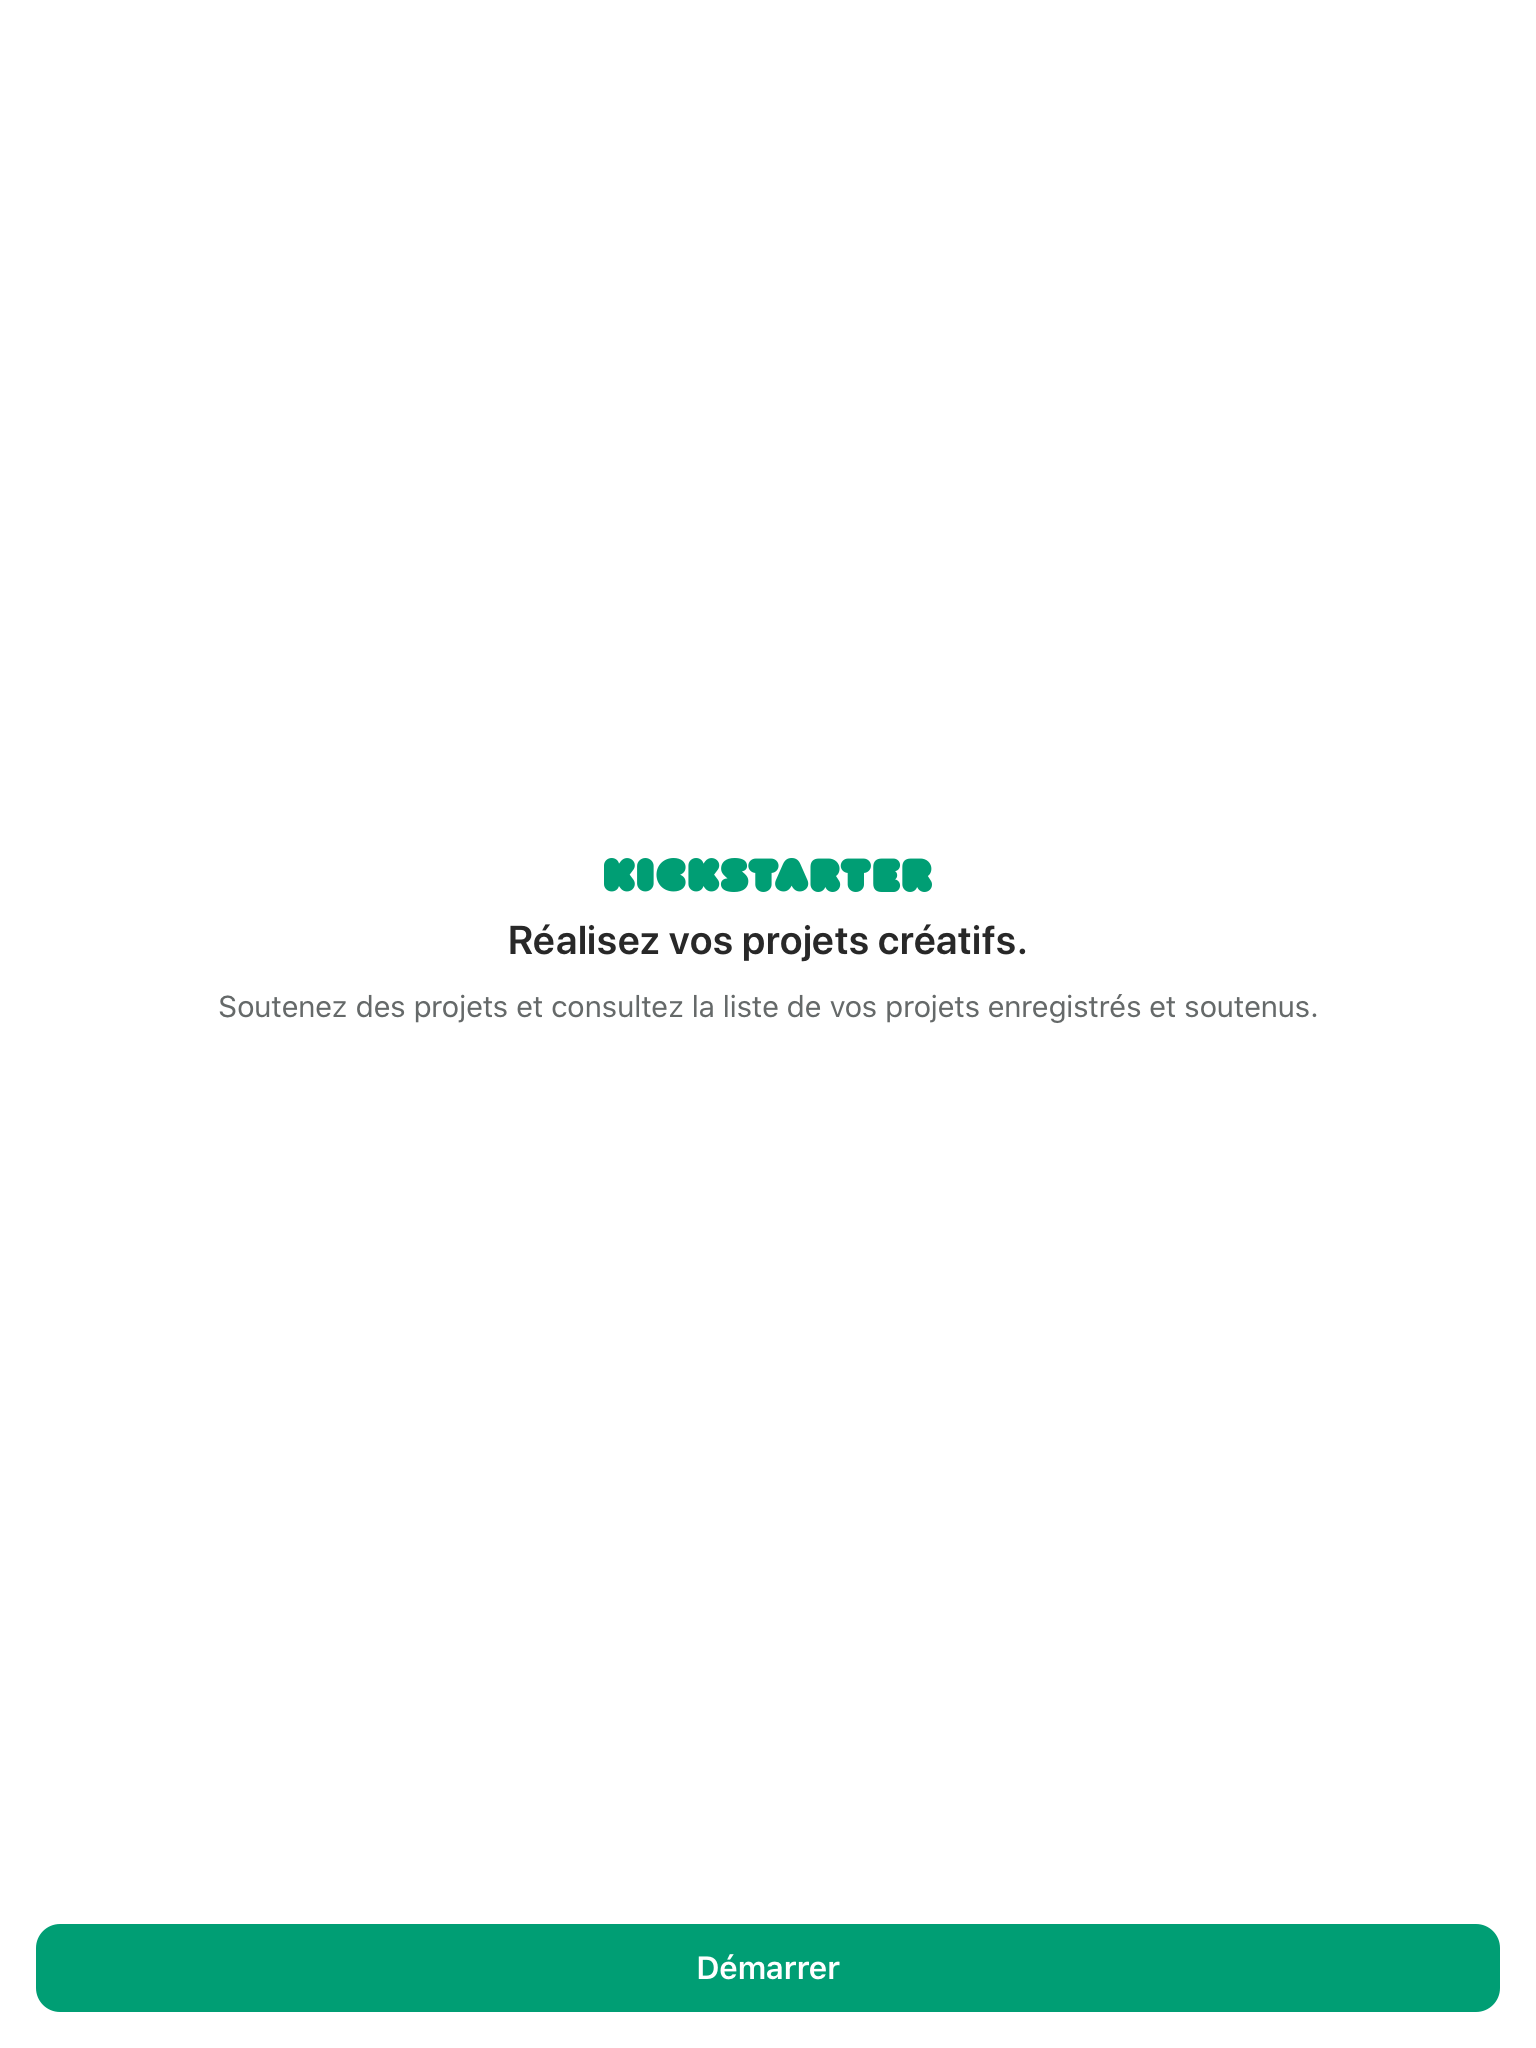 KICKSTARTER
Réalisez vos projets créatifs.
Soutenez des projets et consultez la liste de vos projets enregistrés et soutenus.
Démarrer